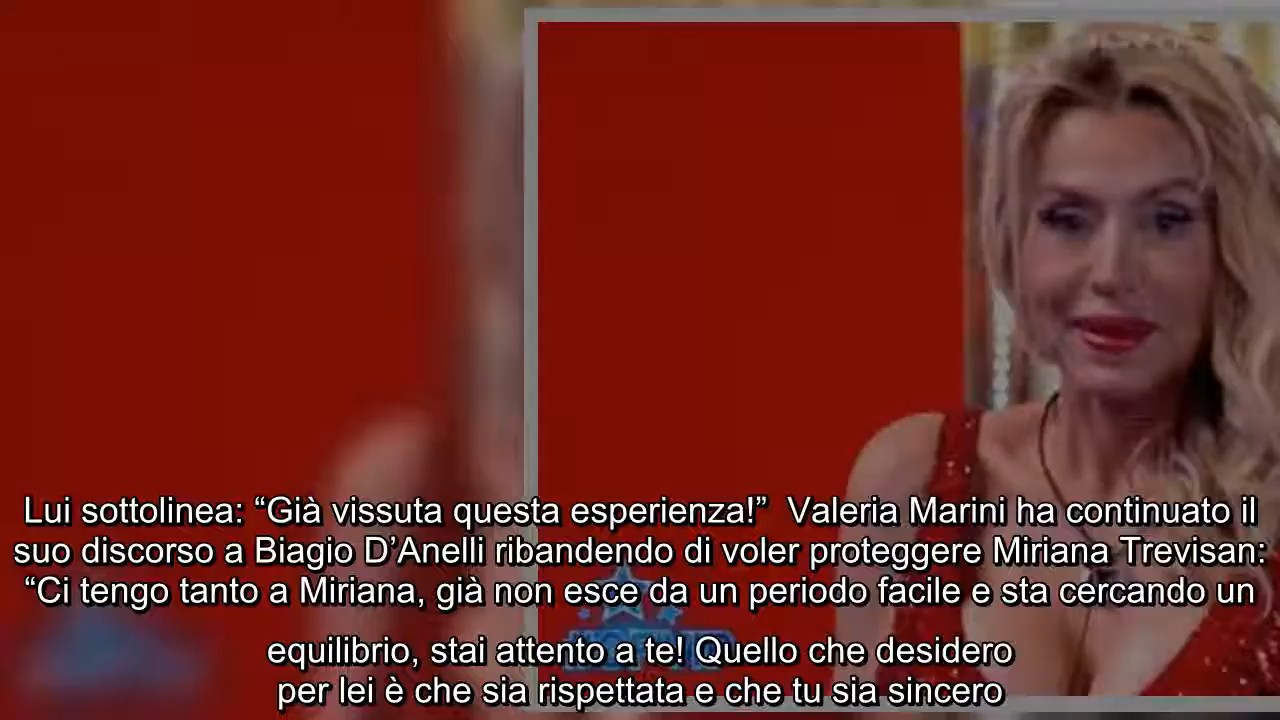 Lui sottolinea: “Già vissuta questa esperienza!”  Valeria Marini ha continuato il
suo discorso a Biagio D’Anelli ribandendo di voler proteggere Miriana Trevisan:
“Ci tengo tanto a Miriana, già non esce da un periodo facile e sta cercando un
equilibrio, stai attento a te! Quello che desidero
per lei è che sia rispettata e che tu sia sincero